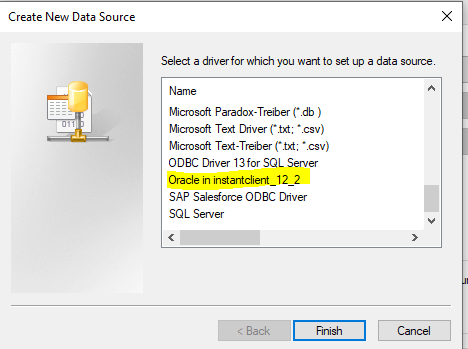 Create New Data Source
Select a driver for which you want to set up a data source.
Name
Microsoft Paradox-Treiber (*.db )
Microsoft Text Driver (*.txt; *.csv)
Microsoft Text-Treiber (*.txt; *.csv)
ODBC Driver 13 for SQL Server
Oracle in instantclient_12_2
SAP Salesforce ODBC Driver
SQL Server
< Back
Finish
Cancel